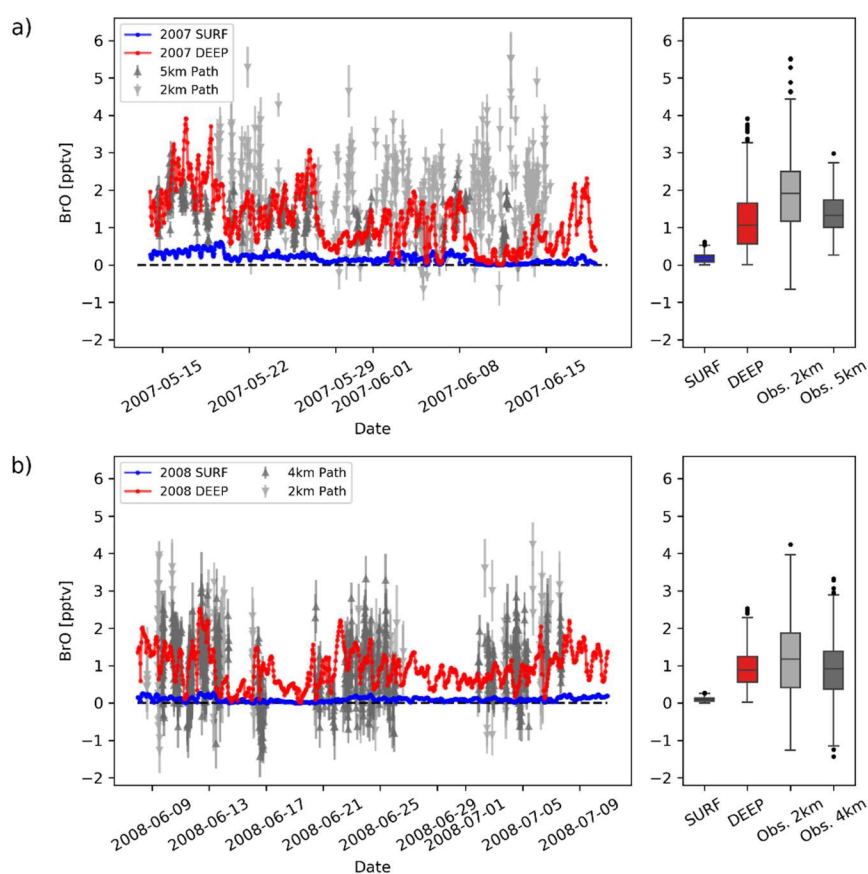 a)
6
5
4
3
2
1
0
−1
−2
BrO [pptv]
2007 SURF
2007 DEEP
5km Path
2km Path
2007-05-15
2007-05-22
2007-05-29
2007-06-01
2007-06-08
2007-06-15
Date
6
5
4
3
2
1
0
−1
−2
SURF
DEEP
Obs. 2km
Obs. 5km
b)
6
5
4
3
2
1
0
−1
−2
BrO [pptv]
2008 SURF
2008 DEEP
4km Path
2km Path
2008-06-09
2008-06-13
2008-06-17
2008-06-21
2008-06-25
2008-06-29
2008-07-01
2008-07-05
2008-07-09
Date
6
5
4
3
2
1
0
−1
−2
SURF
DEEP
Obs. 2km
Obs. 4km